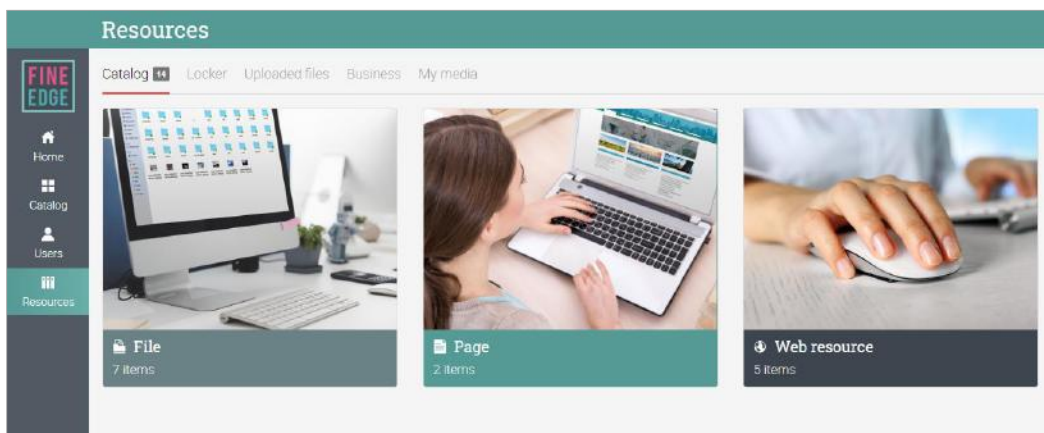 Resources
FINE
EDGE
Catalog 14 Locker Uploaded files Business My media
Home
Catalog
Users
Resources
File
7 items
Page
2 items
Web resource
5 items